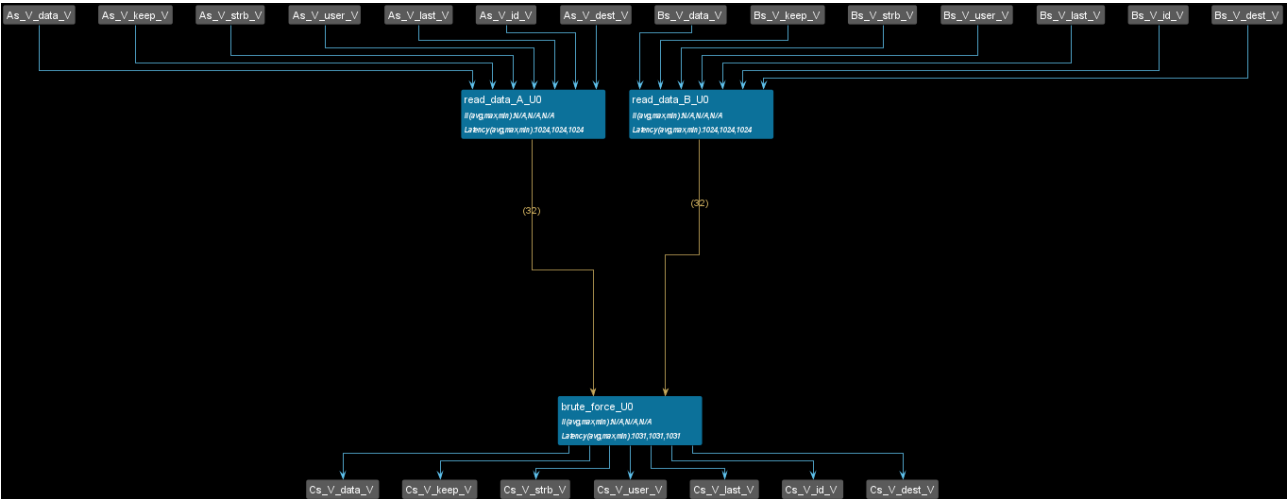 As_V_data_V
As_V_keep_V
As_V_strb_V
As_V_user_V
As_V_last_V
As_V_id_V
As_V_dest_V
Bs_V_data_V
Bs_V_keep_V
Bs_V_strb_V
Bs_V_user_V
Bs_V_last_V
Bs_V_id_V
Bs_V_dest_V
read_data_A_U0
II(avg,max,min):N/A,N/A,N/A
Latency(avg,max,min):1024,1024,1024
read_data_B_U0
II(avg,max,min):N/A,N/A,N/A
Latency(avg,max,min):1024,1024,1024
(32)
(32)
brute_force_U0
II(avg,max,min):N/A,N/A,N/A
Latency(avg,max,min):1031,1031,1031
Cs_V_data_V
Cs_V_keep_V
Cs_V_strb_V
Cs_V_user_V
Cs_V_last_V
Cs_V_id_V
Cs_V_dest_V